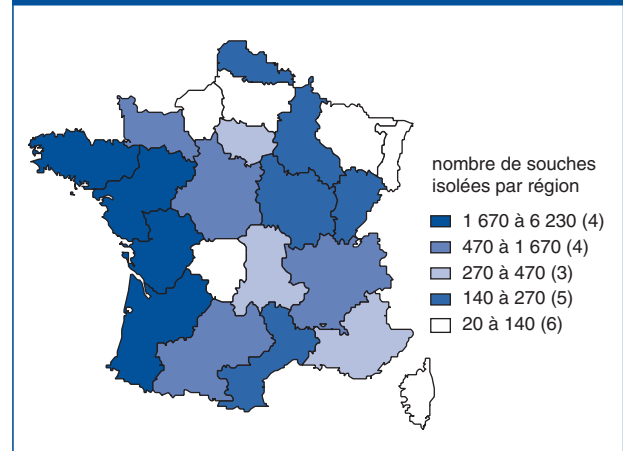 nombre de souches
isolées par région
1 670 à 6 230 (4)
470 à 1 670 (4)
270 à 470 (3)
140 à 270 (5)
20 à 140 (6)